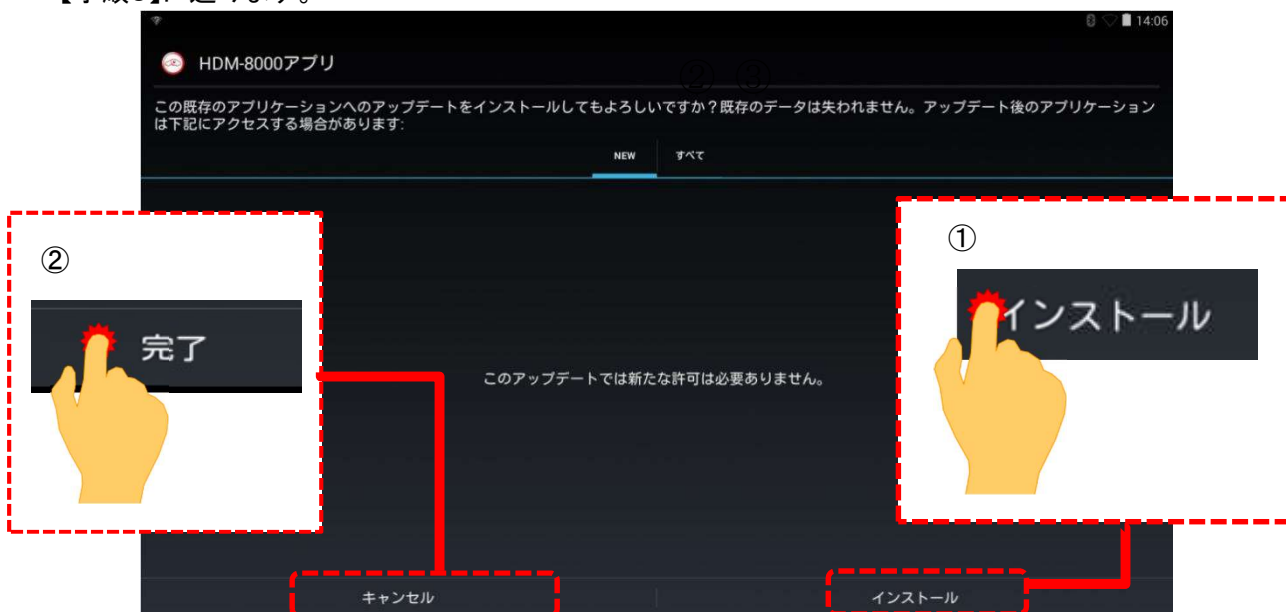 14:06
HDM-8000アプリ
② ③
この既存のアプリケーションへのアップデートをインストールしてもよろしいですか？既存のデータは失われません。アップデート後のアプリケーション
は下記にアクセスする場合があります:
NEW すべて
①
インストール
②
完了
このアップデートでは新たな許可は必要ありません。
キャンセル
インストール